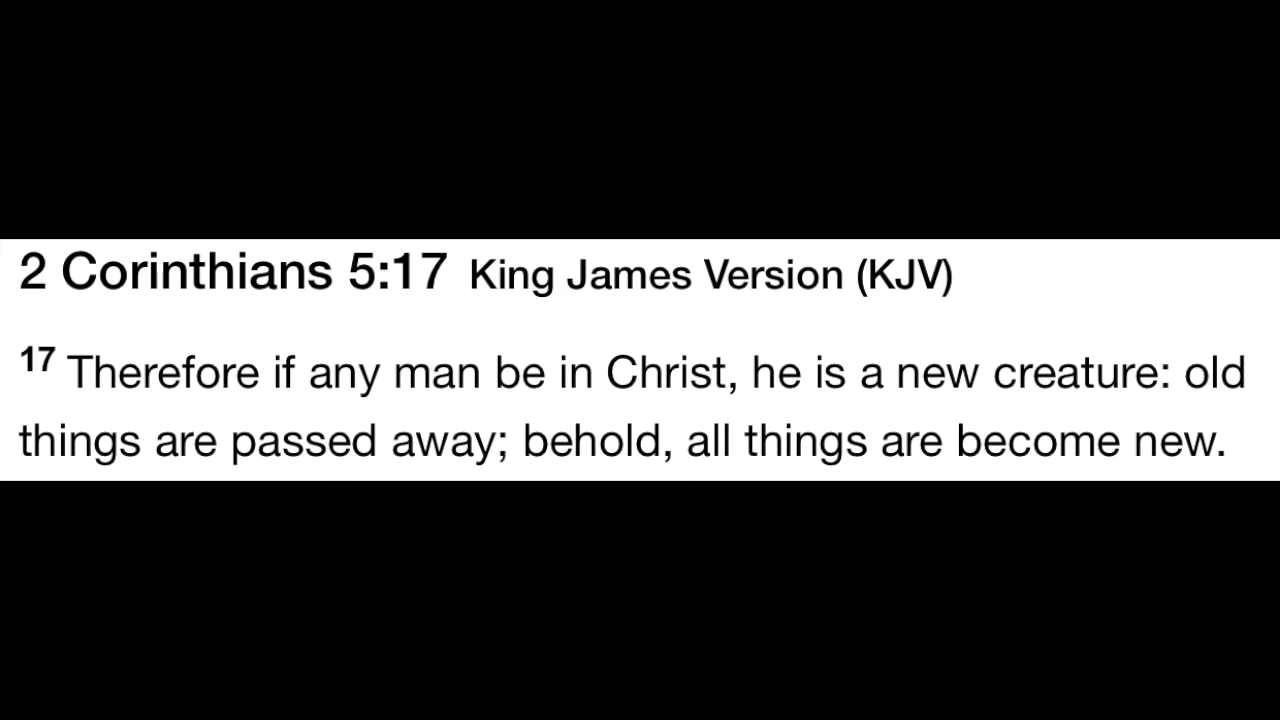 2 Corinthians 5:17 King James Version (KJV)
17 Therefore if any man be in Christ, he is a new creature: old
things are passed away; behold, all things are become new.